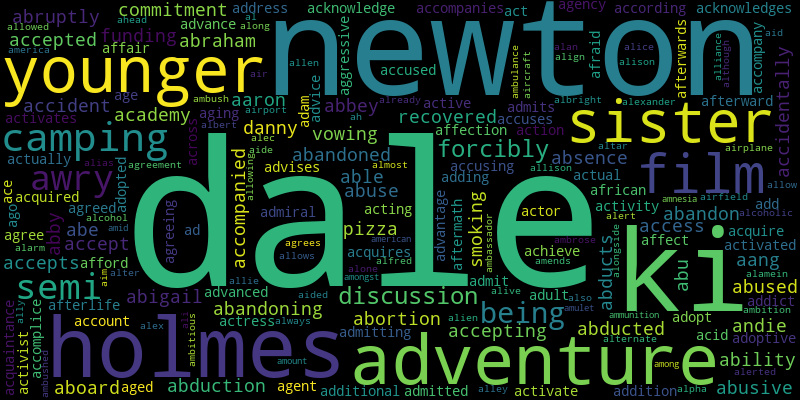 abruptly commitment address acknowledge accompanies act agency according acknowledges
allowed ahead advance al along aggressive newton afraid alan alice afterwards alliance although accompany
accepted funding america affair abraham allen accused ambulance aircraft align alison accidentally
younger air adam advice albright alexander afterward
accident age ambush aaron airport abbey already active admits sister
activates academy albert danny vowing ah recovered accuses action altar airplane
camping across alec affection forcibly absence actual allison film allow
actually alias agreement aide abandoned almost accusing african airfield amnesia
awry adopted accompanied allowing advises able abuse adding activity abandon add alcoholic
ace acquired alcohol dale admiral acting advantage smoking actor alert access acquire
ago agreed abby agreeing ad pizza aftermath ambassador achieve affect alongside activated
agree abe amid agrees american amends abducts ambrose abu aang alamein
alarm accept allows acquires alfred admit adult ki abused
accepts afford aim alter alone alive also addict
semi afterlife abigail allie advanced aided amongst discussion alien being amulet ammunition adopt ambition
ally account alex ambitious abandoning abortion accepting abducted acid andie adoptive
acquaintance activist accomplice holmes actress always admitting adventure alternate ability
ambushed aboard aged abduction agent amount additional admitted alley activate addition among alpha alerted abusive